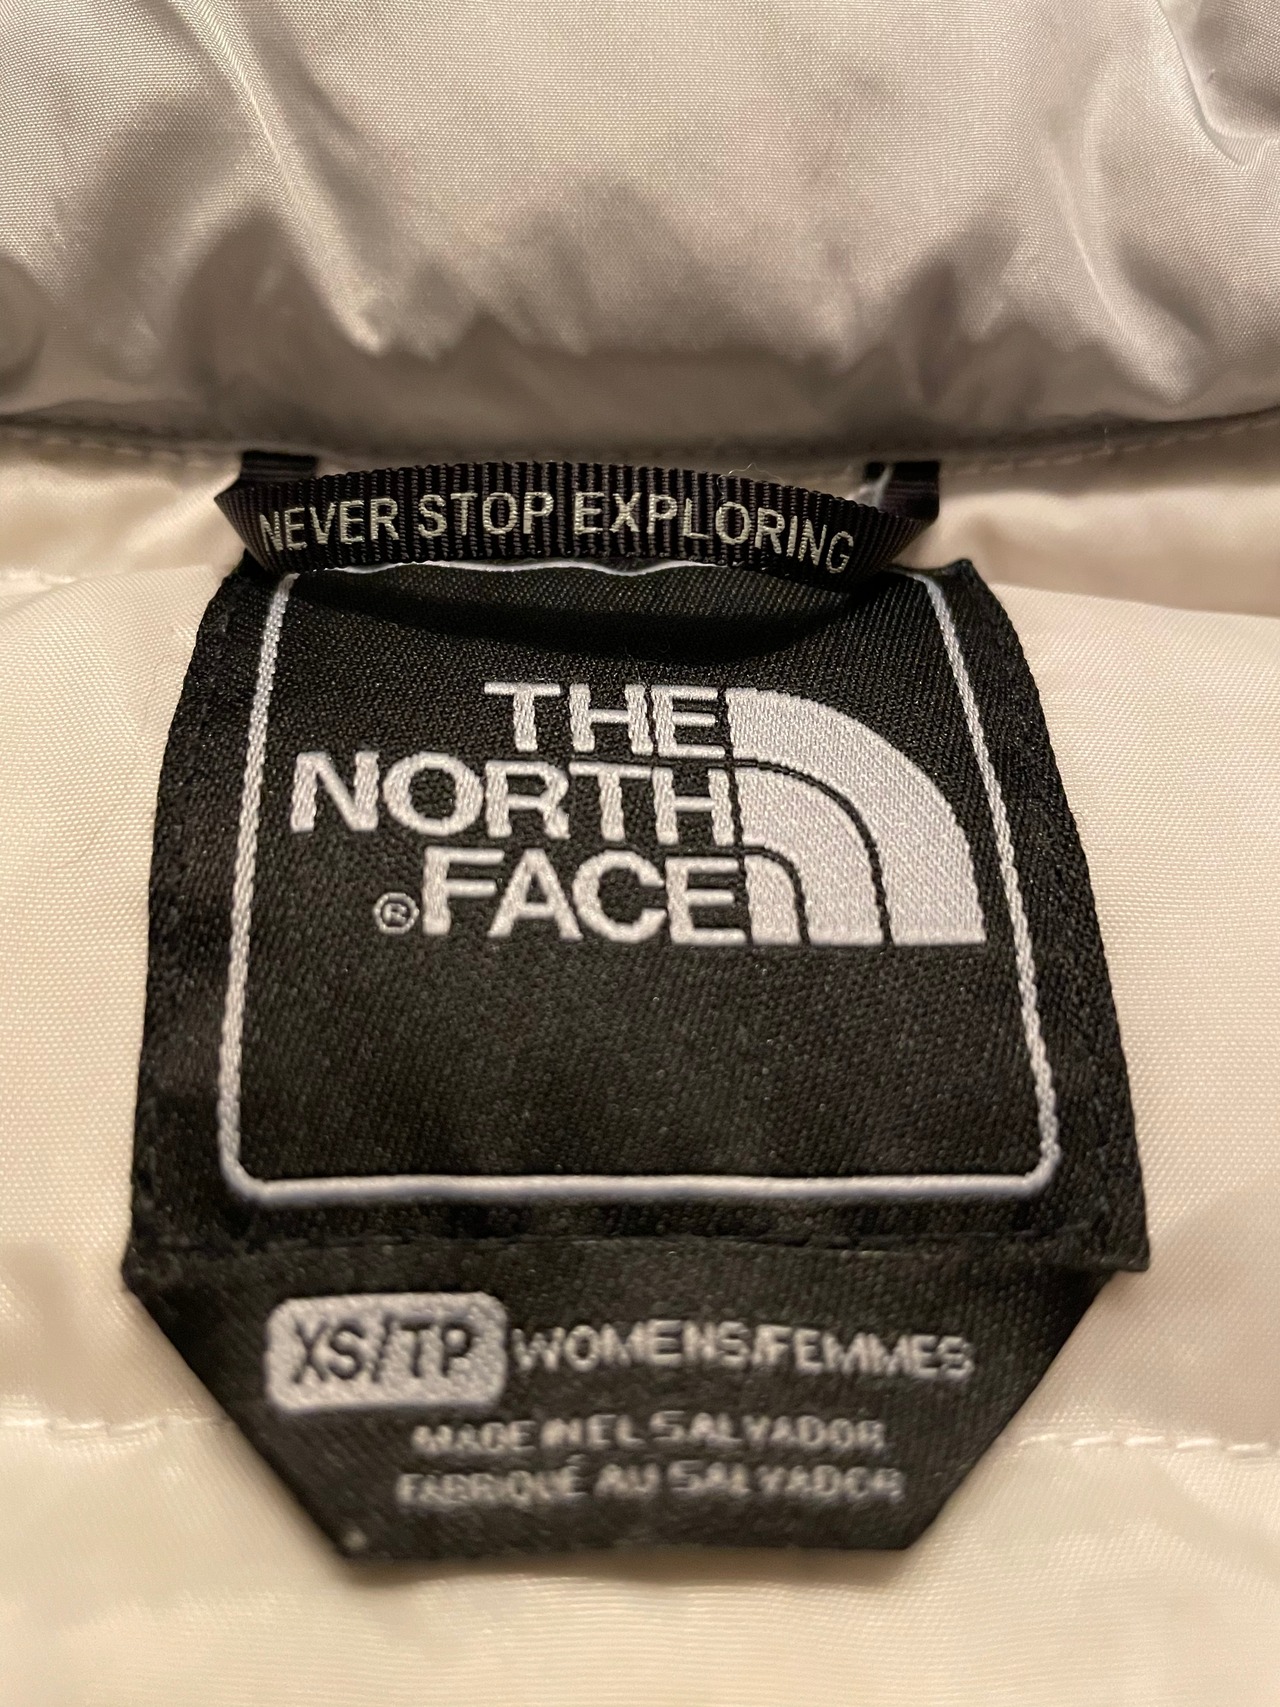 NEVER STOP EXPLORING
THE
NORTH
®FACE
XS/TP WOMENS/FEMMES
MADE IN EL SALVADOR
FABRIQUÉ AU SALVADOR